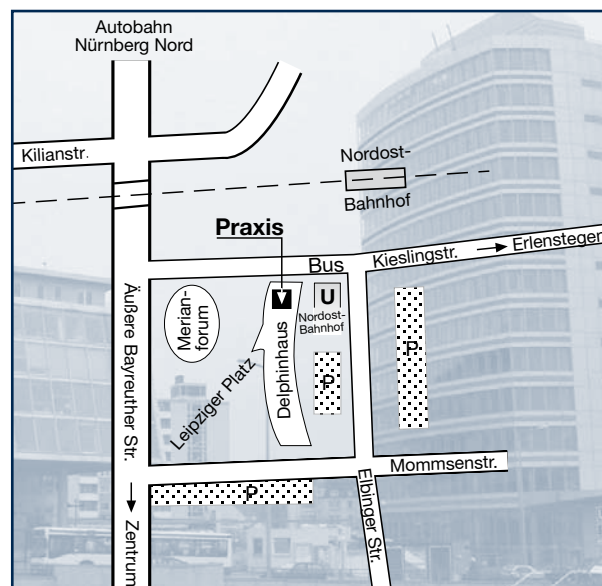 Autobahn
Nürnberg Nord
Kilianstr.
Nordost-
Bahnhof
Praxis
Bus
Kieslingstr.
Erlenstegen
Äußere Bayreuther Str.
Zentrum
Merian-
forum
Leipziger Platz
Delphinhaus
U
Nordost-
Bahnhof
P
P
Mommsenstr.
P
Elbinger Str.